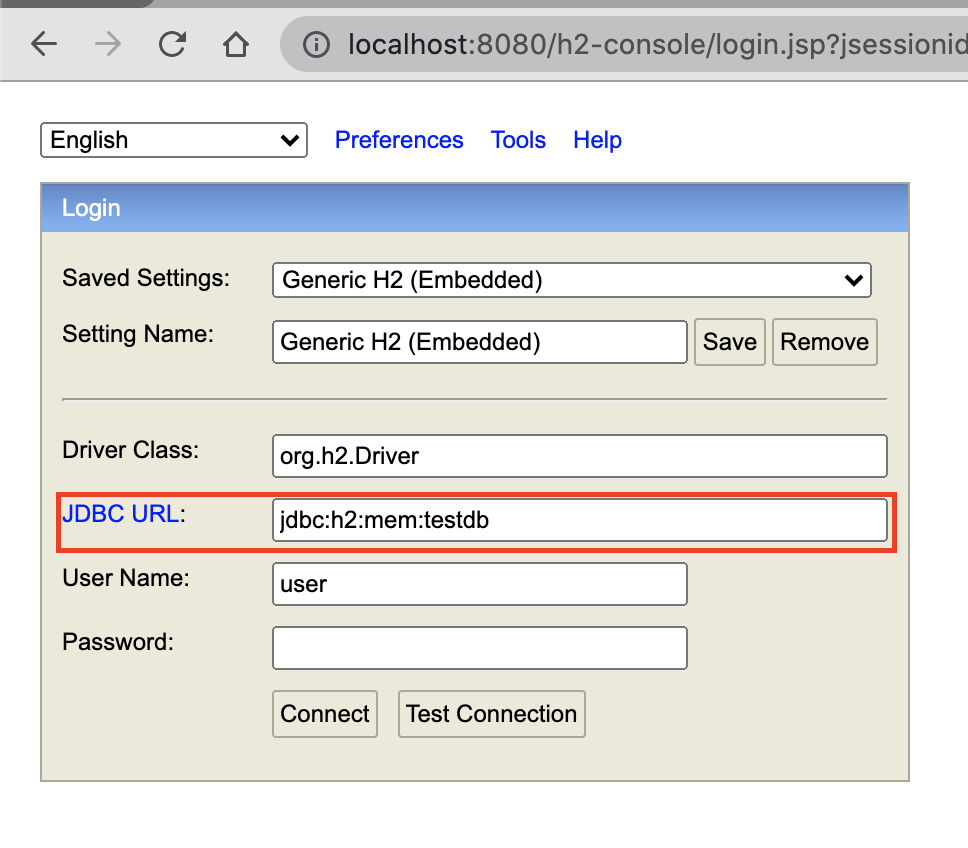 localhost:8080/h2-console/login.jsp?jsessionid
English Preferences Tools Help
Login
Saved Settings: Generic H2 (Embedded)
Setting Name: Generic H2 (Embedded) Save Remove
Driver Class: org.h2.Driver
JDBC URL: jdbc:h2:mem:testdb
User Name: user
Password:
Connect Test Connection